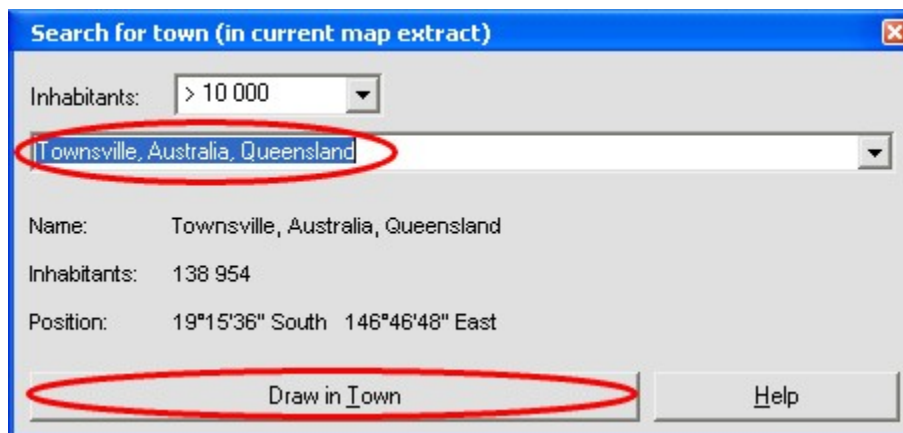 Search for town (in current map extract)
Inhabitants: > 10 000
Townsville, Australia, Queensland
Name: Townsville, Australia, Queensland
Inhabitants: 138 954
Position: 19°15'36" South 146°46'48" East
Draw in Town Help